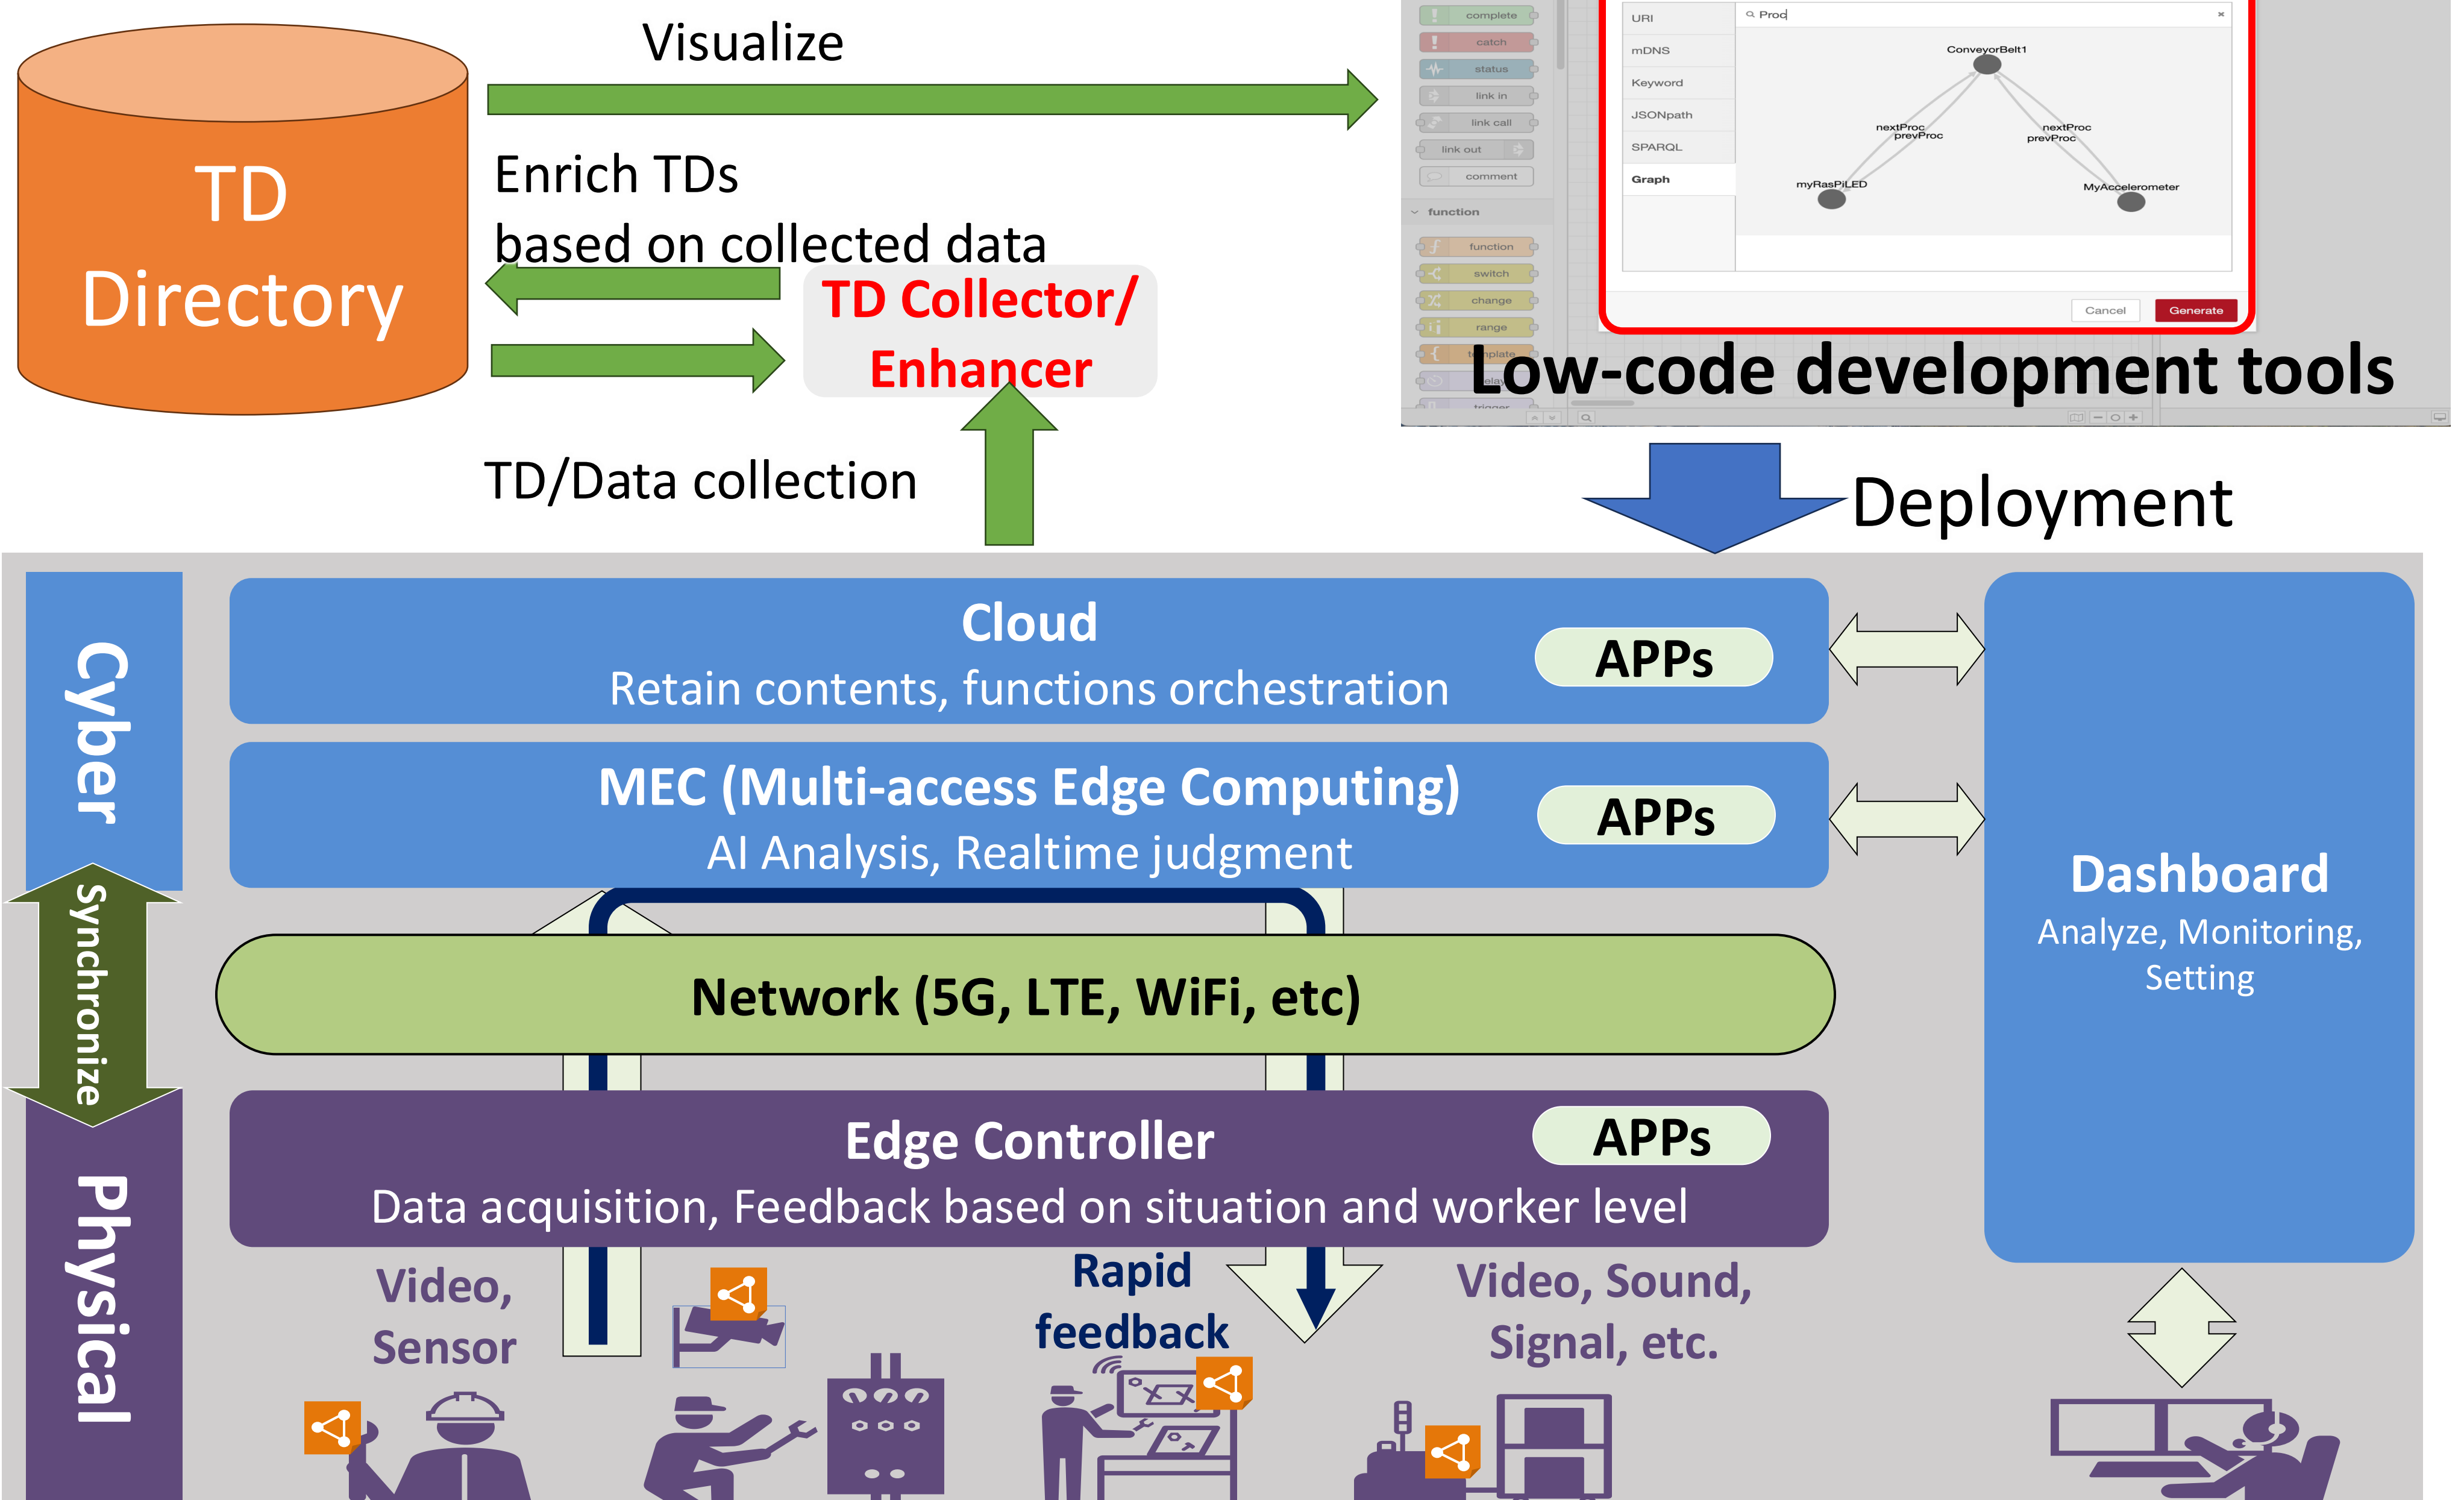 Visualize
TD
Directory
Enrich TDs
based on collected data
TD Collector/
Enhancer
TD/Data collection
complete
catch
status
link in
link call
link out
comment
function
function
switch
change
range
template
URI
mDNS
Keyword
JSONpath
SPARQL
Graph
Proc
ConveyorBelt1
nextProc
prevProc
nextProc
prevProc
myRasPiLED
MyAccelerometer
Cancel
Generate
Low-code development tools
Deployment
Cyber
Synchronize
Physical
Cloud
Retain contents, functions orchestration
APPs
MEC (Multi-access Edge Computing)
AI Analysis, Realtime judgment
APPs
Network (5G, LTE, WiFi, etc)
Edge Controller
Data acquisition, Feedback based on situation and worker level
APPs
Dashboard
Analyze, Monitoring,
Setting
Video,
Sensor
Rapid
feedback
Video, Sound,
Signal, etc.